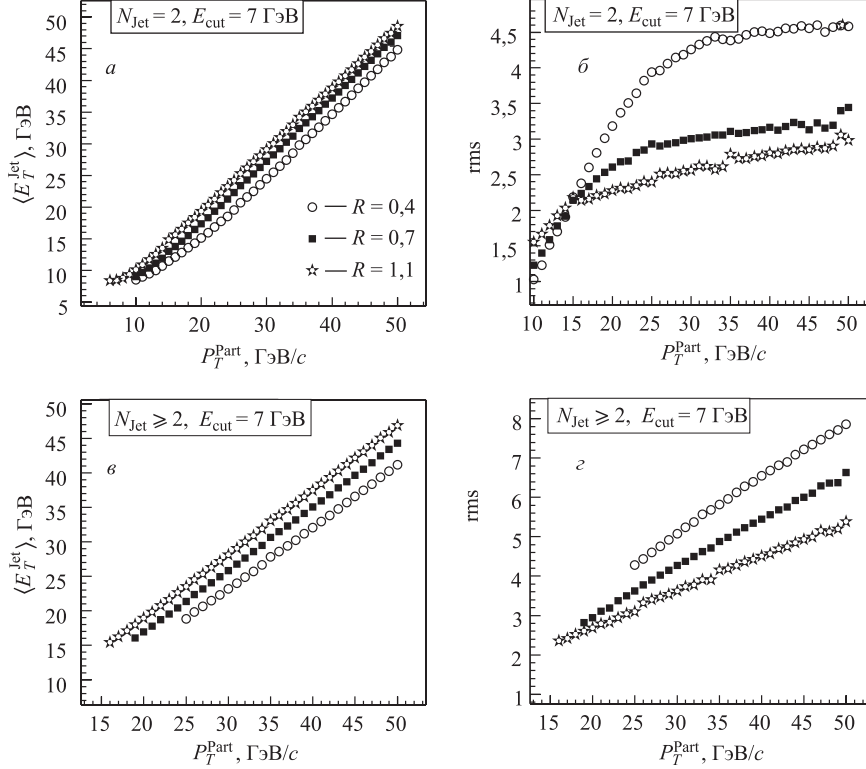 N_Jet = 2, E_cut = 7 ГэВ
а
⟨E_T^Jet⟩, ГэВ
50
45
40
35
30
25
20
15
10
5
R = 0,4
R = 0,7
R = 1,1
10 20 30 40 50
P_T^Part, ГэВ/c
N_Jet = 2, E_cut = 7 ГэВ
б
rms
4,5
4
3,5
3
2,5
2
1,5
1
10 15 20 25 30 35 40 45 50
P_T^Part, ГэВ/c
N_Jet ⩾ 2, E_cut = 7 ГэВ
в
⟨E_T^Jet⟩, ГэВ
50
45
40
35
30
25
20
15
10
15 20 25 30 35 40 45 50
P_T^Part, ГэВ/c
N_Jet ⩾ 2, E_cut = 7 ГэВ
г
rms
8
7
6
5
4
3
2
1
15 20 25 30 35 40 45 50
P_T^Part, ГэВ/c